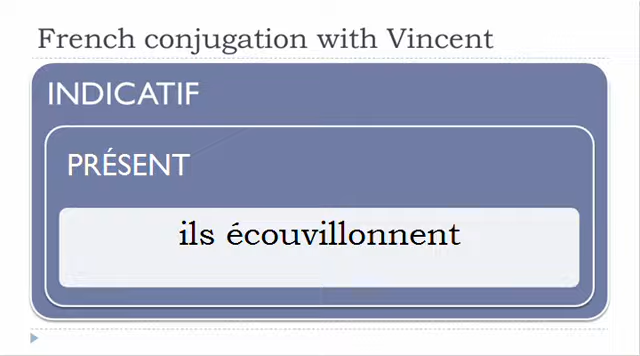 French conjugation with Vincent
INDICATIF
PRÉSENT
ils écouvillonnent